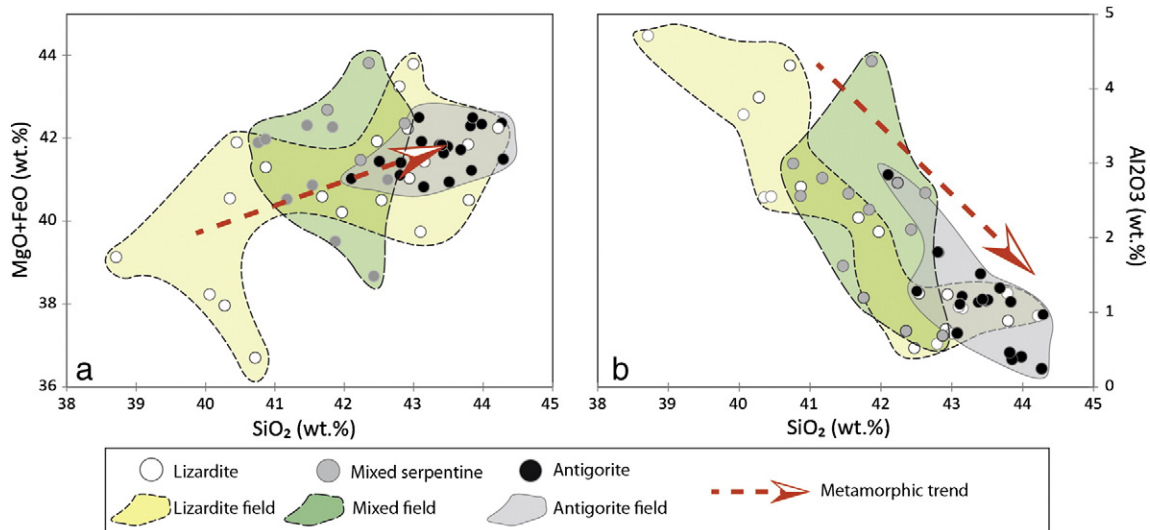 44
42
40
38
36
MgO+FeO (wt.%)
a
38 39 40 41 42 43 44 45
SiO₂ (wt.%)
5
4
3
2
1
0
Al2O3 (wt.%)
b
38 39 40 41 42 43 44 45
SiO₂ (wt.%)
Lizardite Mixed serpentine Antigorite
Lizardite field Mixed field Antigorite field Metamorphic trend